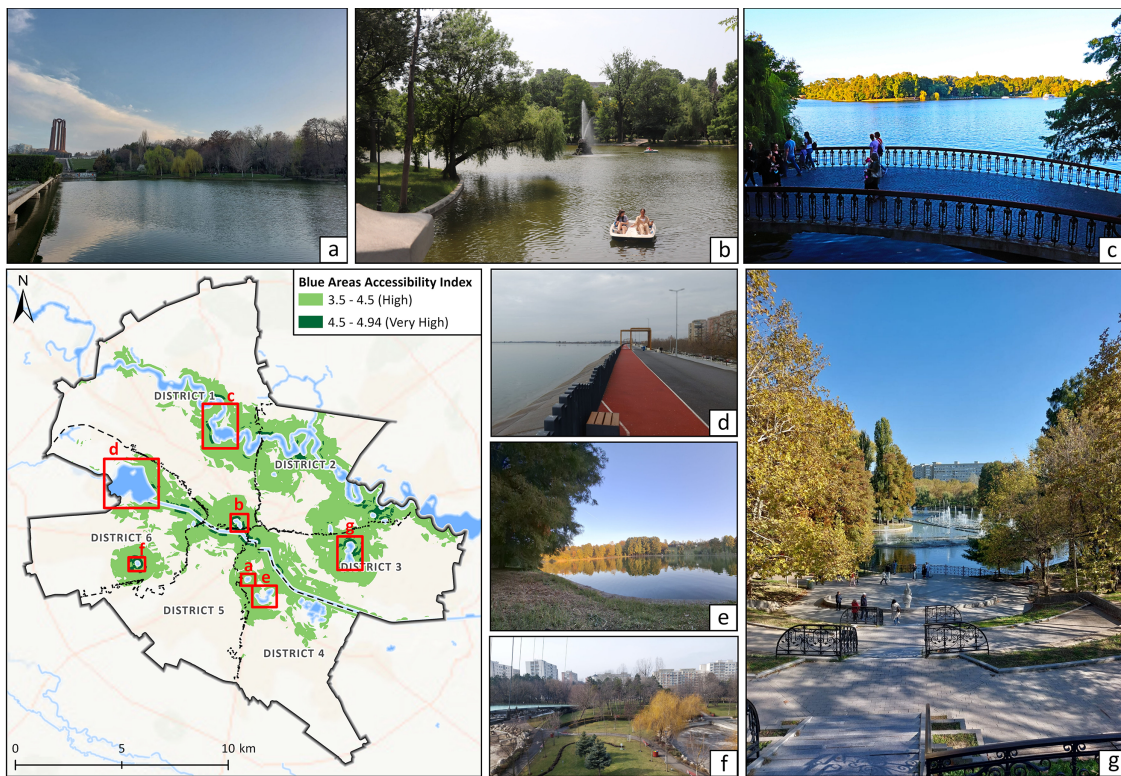 a
b
c
N
Blue Areas Accessibility Index
3.5 - 4.5 (High)
4.5 - 4.94 (Very High)
DISTRICT 1
c
DISTRICT 2
d
b
g
DISTRICT 6
f
DISTRICT 3
a
e
DISTRICT 5
DISTRICT 4
0 5 10 km
d
e
f
g